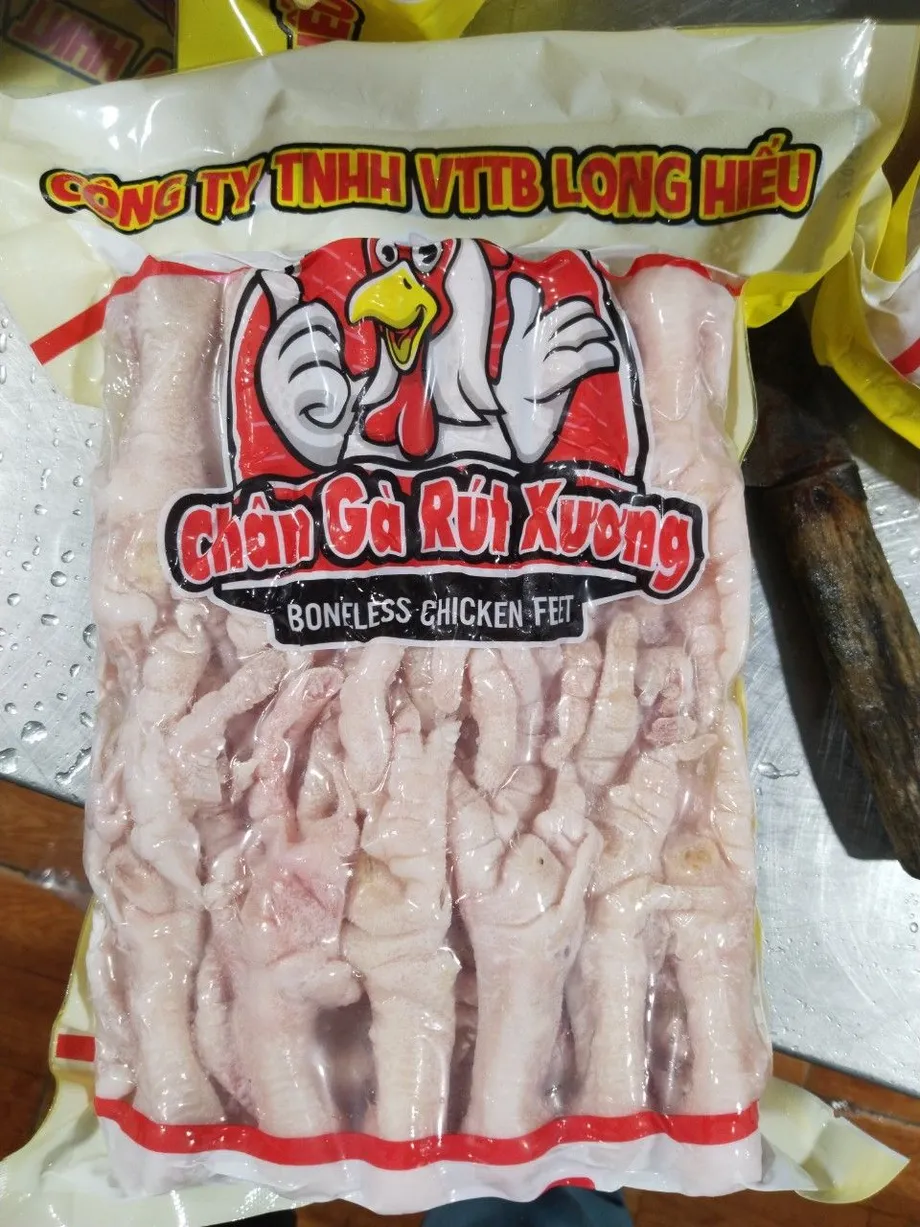 CÔNG TY TNHH VTTB LONG HIẾU
Chân Gà Rút Xương
BONELESS CHICKEN FEET